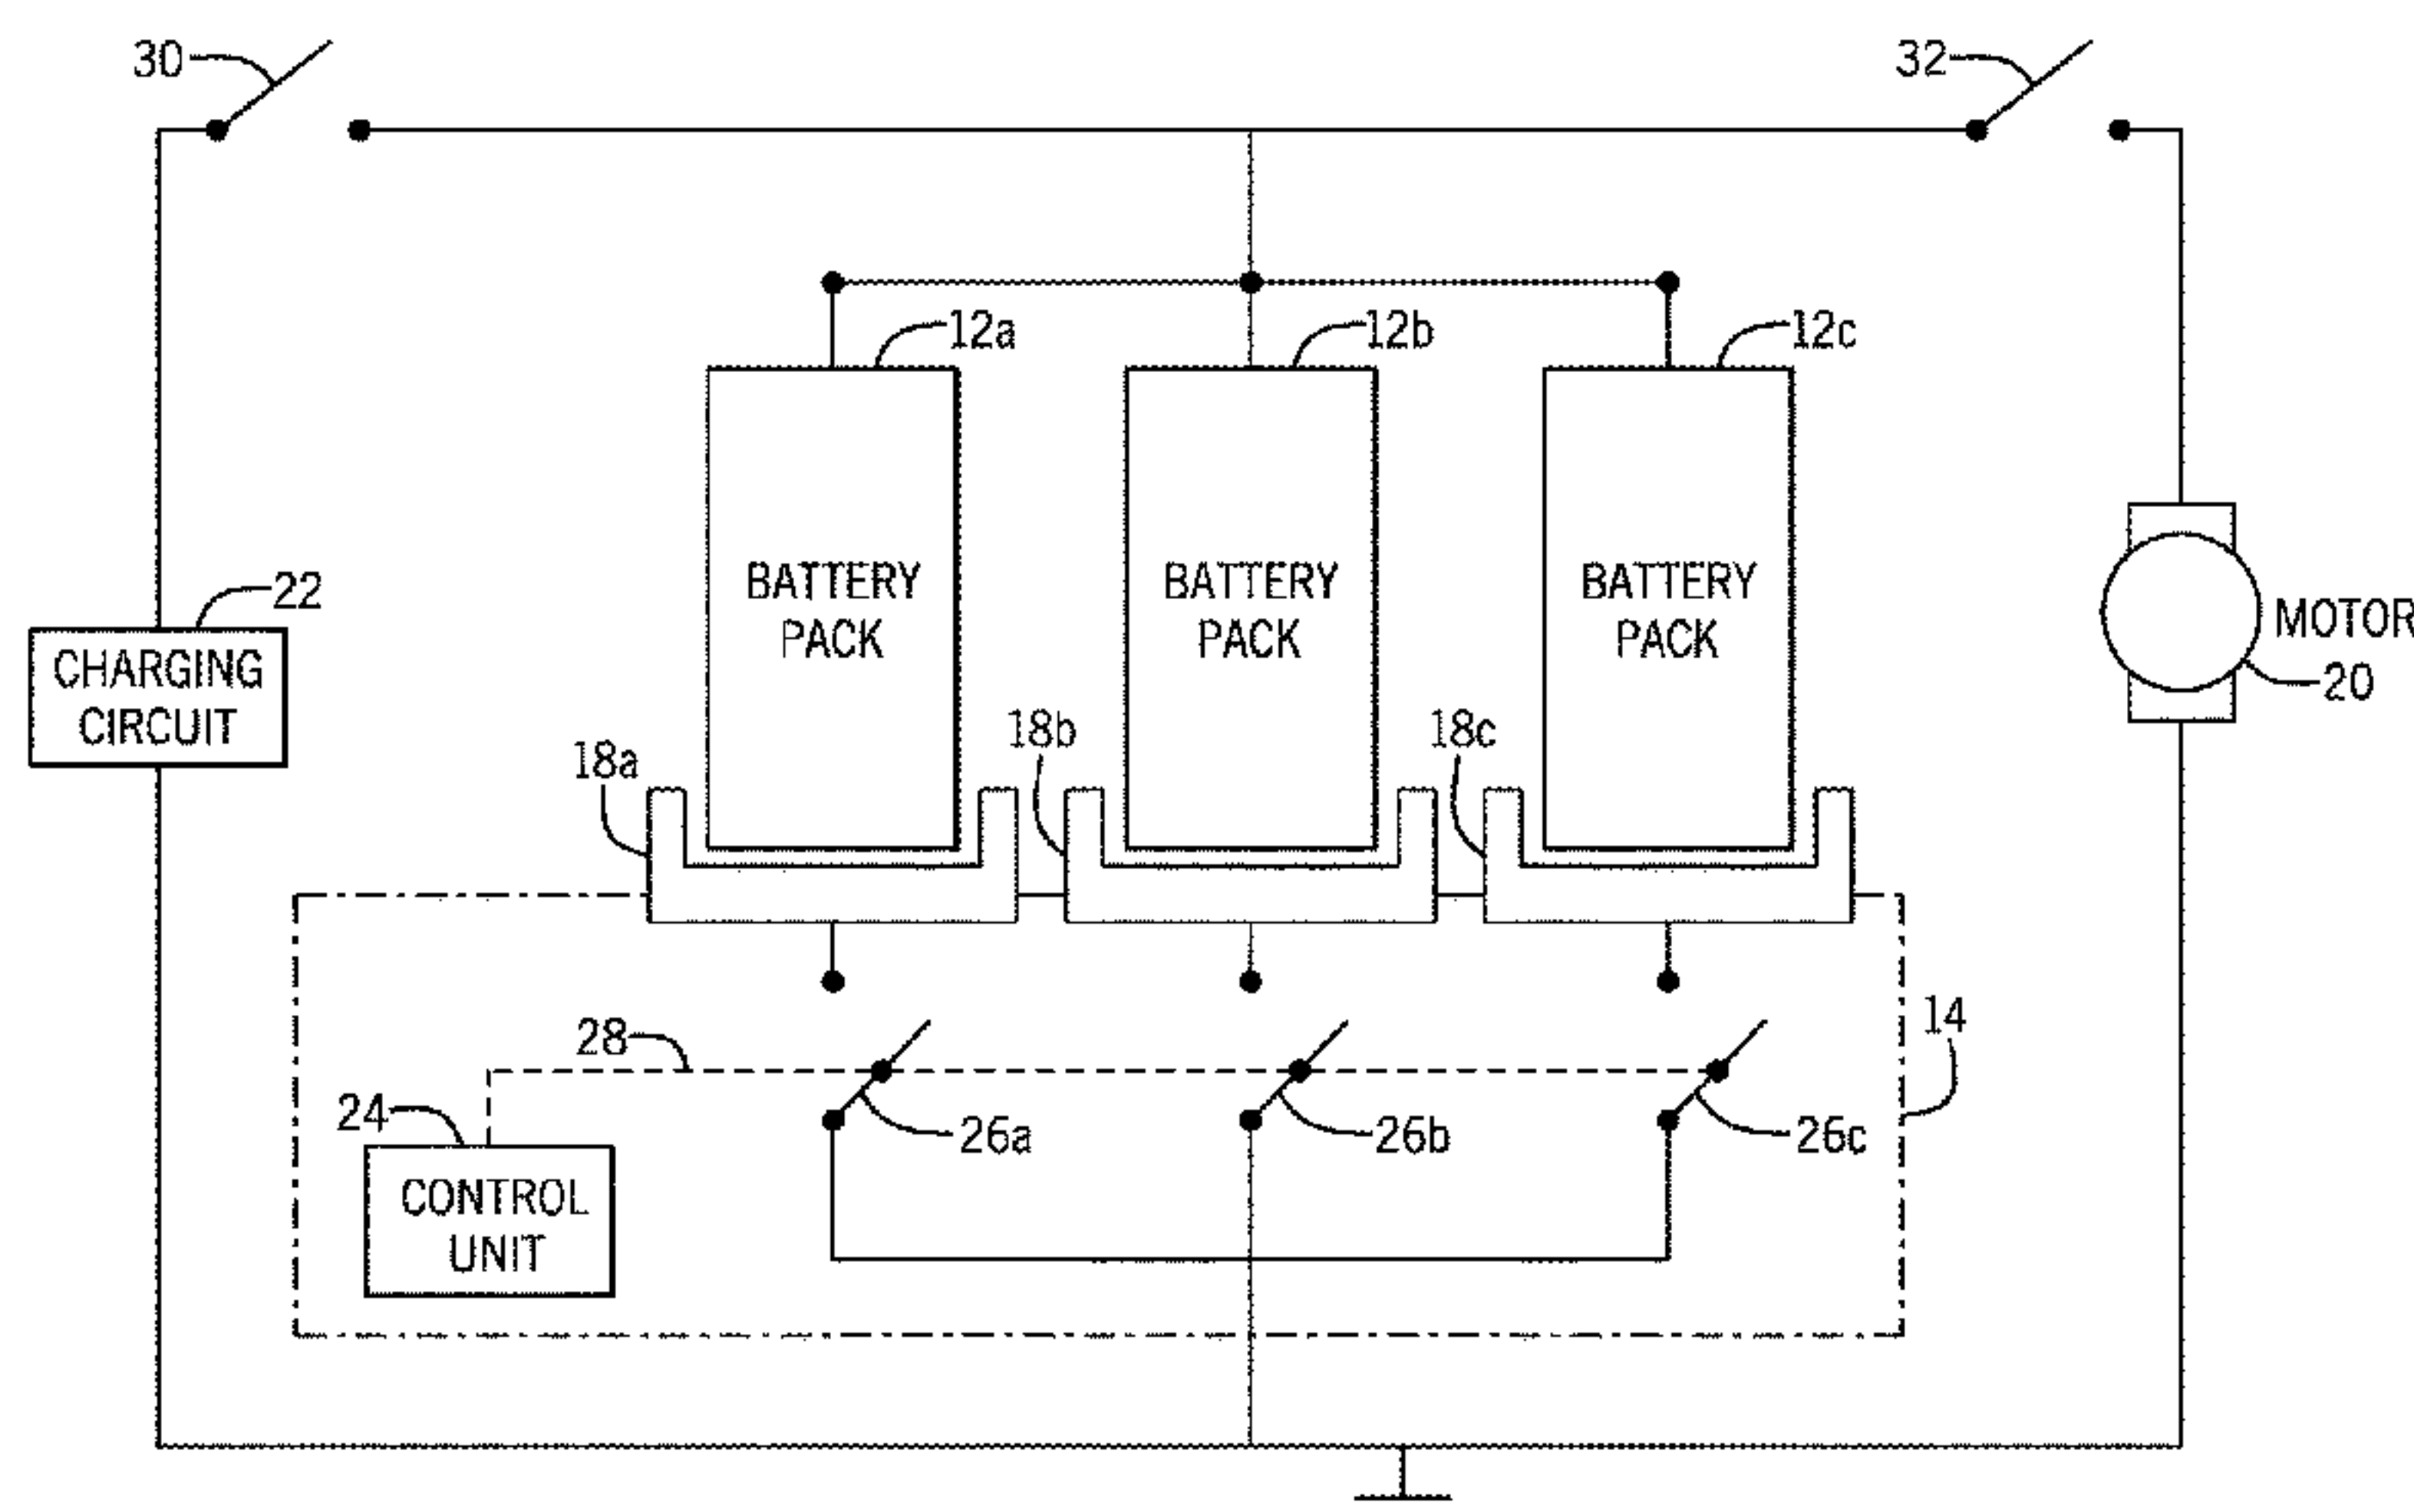 30
32
12a
12b
12c
BATTERY
PACK
BATTERY
PACK
BATTERY
PACK
22
CHARGING
CIRCUIT
MOTOR
20
18a
18b
18c
14
28
24
26a
26b
26c
CONTROL
UNIT